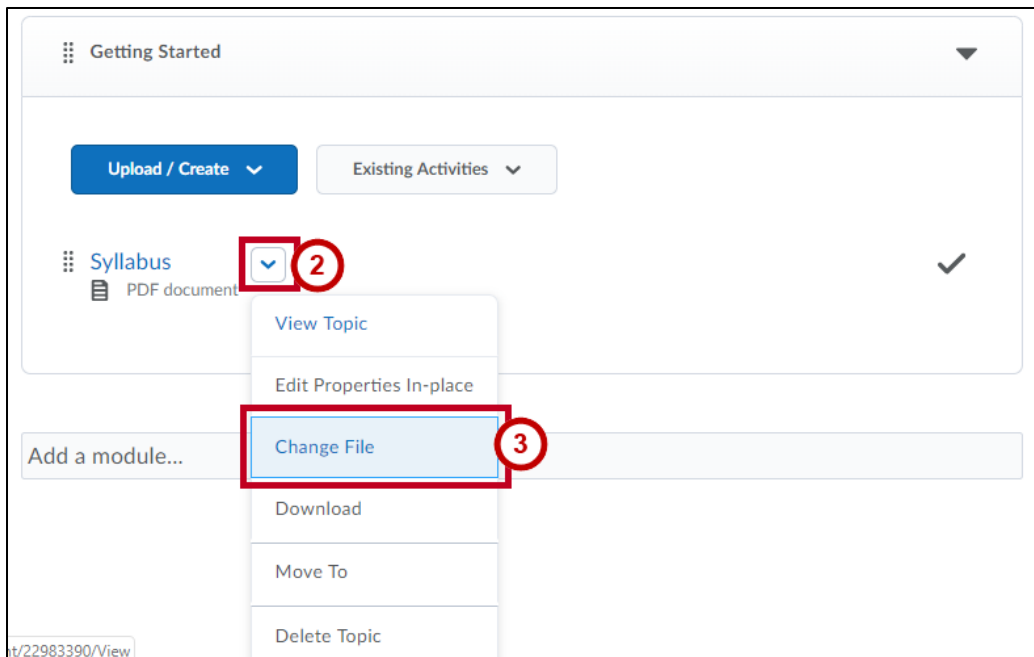 Getting Started
Upload / Create
Existing Activities
Syllabus
2
PDF document
View Topic
Edit Properties In-place
Change File
3
Add a module...
Download
Move To
Delete Topic
nt/22983390/View